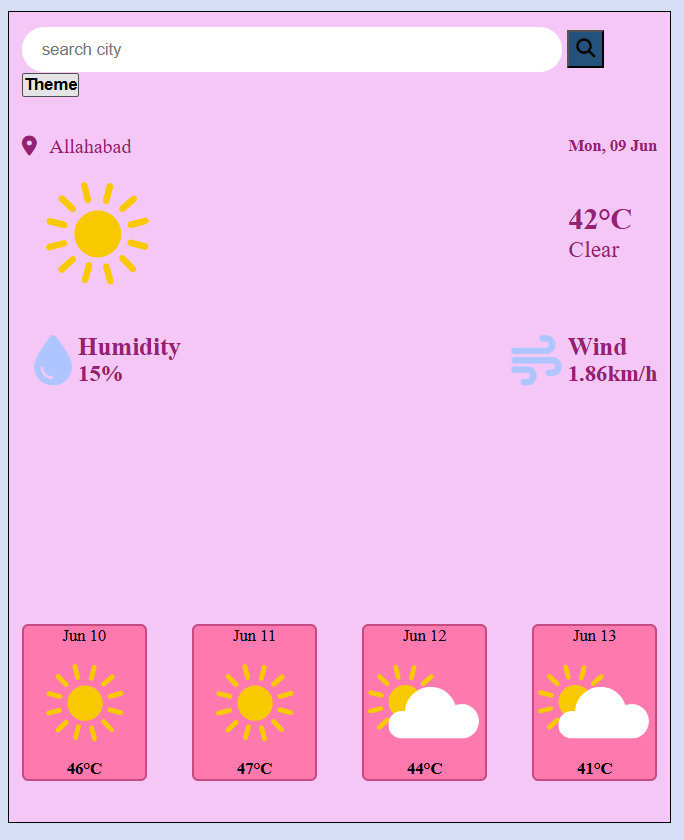 search city
Theme
Allahabad
Mon, 09 Jun
42°C
Clear
Humidity
15%
Wind
1.86km/h
Jun 10
46°C
Jun 11
47°C
Jun 12
44°C
Jun 13
41°C